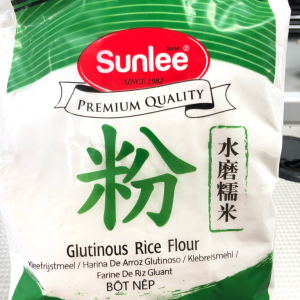 Sunlee
SINCE 1982
PREMIUM QUALITY
粉
水磨糯米
Glutinous Rice Flour
Kleefrijstmeel / Harina De Arroz Glutinoso / Klebreismehl /
Farine De Riz Gluant
BỘT NẾP